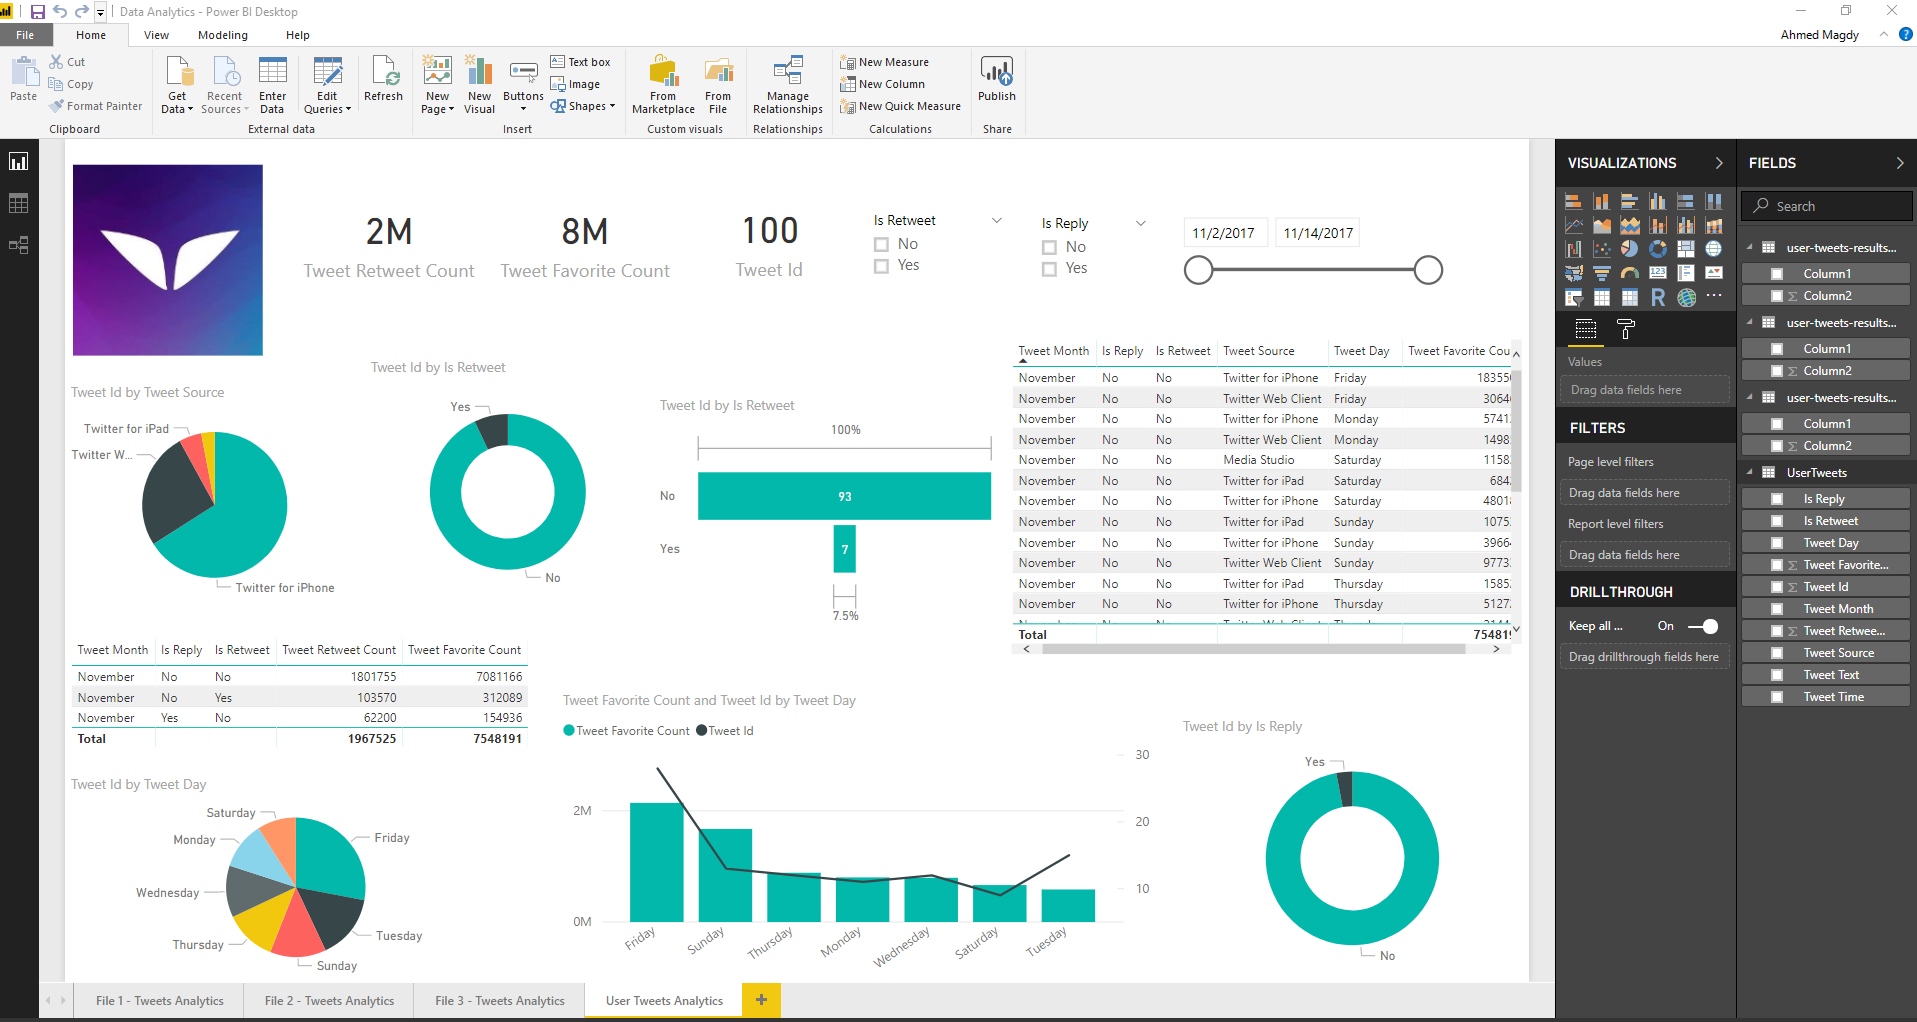 Data Analytics - Power BI Desktop
File Home View Modeling Help Ahmed Magdy ?
Paste
Cut
Copy
Format Painter
Clipboard
Get Data
Recent Sources
Enter Data
Edit Queries
Refresh
External data
New Page
New Visual
Buttons
Text box
Image
Shapes
Insert
From Marketplace
From File
Custom visuals
Manage Relationships
Relationships
New Measure
New Column
New Quick Measure
Calculations
Publish
Share
2M
Tweet Retweet Count
8M
Tweet Favorite Count
100
Tweet Id
Is Retweet
No
Yes
Is Reply
No
Yes
11/2/2017 11/14/2017
Tweet Id by Tweet Source
Twitter for iPad
Twitter W...
Twitter for iPhone
Tweet Id by Is Retweet
Yes
No
Tweet Id by Is Retweet
100%
No 93
Yes 7
7.5%
Tweet Month Is Reply Is Retweet Tweet Source Tweet Day Tweet Favorite Cou
November No No Twitter for iPhone Friday 18355
November No No Twitter Web Client Friday 3064
November No No Twitter for iPhone Monday 5741
November No No Twitter Web Client Monday 1498
November No No Media Studio Saturday 1158
November No No Twitter for iPad Saturday 684
November No No Twitter for iPhone Saturday 4801
November No No Twitter for iPad Sunday 1075
November No No Twitter for iPhone Sunday 3966
November No No Twitter Web Client Sunday 9773
November No No Twitter for iPad Thursday 1585
November No No Twitter for iPhone Thursday 5127
Total 754819
Tweet Month Is Reply Is Retweet Tweet Retweet Count Tweet Favorite Count
November No No 1801755 7081166
November No Yes 103570 312089
November Yes No 62200 154936
Total 1967525 7548191
Tweet Id by Tweet Day
Saturday
Monday
Wednesday
Thursday
Friday
Tuesday
Sunday
Tweet Favorite Count and Tweet Id by Tweet Day
Tweet Favorite Count Tweet Id
30
2M
20
10
0M
Friday Sunday Thursday Monday Wednesday Saturday Tuesday
Tweet Id by Is Reply
Yes
No
File 1 - Tweets Analytics File 2 - Tweets Analytics File 3 - Tweets Analytics User Tweets Analytics +
VISUALIZATIONS
123
R
Values
Drag data fields here
FILTERS
Page level filters
Drag data fields here
Report level filters
Drag data fields here
DRILLTHROUGH
Keep all ... On
Drag drillthrough fields here
FIELDS
Search
user-tweets-results...
Column1
Σ Column2
user-tweets-results...
Column1
Σ Column2
user-tweets-results...
Column1
Σ Column2
UserTweets
Is Reply
Is Retweet
Tweet Day
Σ Tweet Favorite...
Σ Tweet Id
Tweet Month
Σ Tweet Retwee...
Tweet Source
Tweet Text
Tweet Time